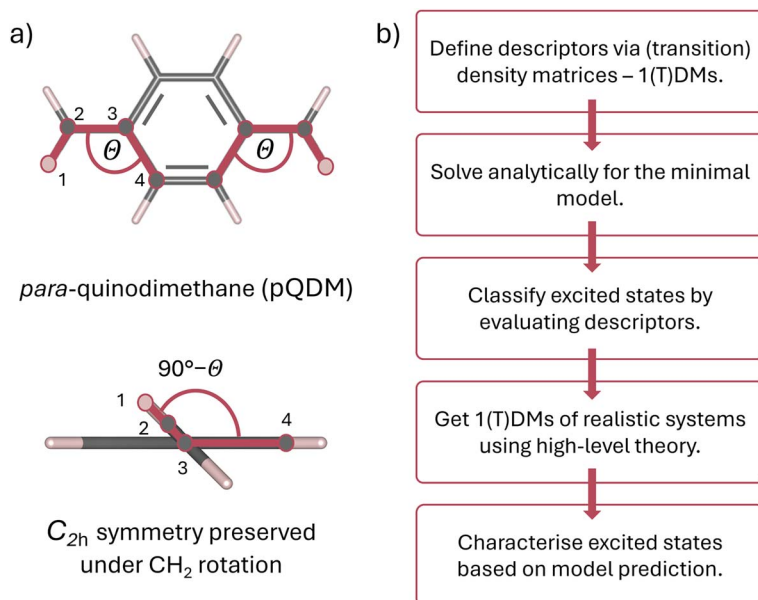 a)
2
3
Θ
Θ
1
4
para-quinodimethane (pQDM)
90°−Θ
1
2
4
3
C2h symmetry preserved
under CH2 rotation
b)
Define descriptors via (transition)
density matrices – 1(T)DMs.
Solve analytically for the minimal
model.
Classify excited states by
evaluating descriptors.
Get 1(T)DMs of realistic systems
using high-level theory.
Characterise excited states
based on model prediction.